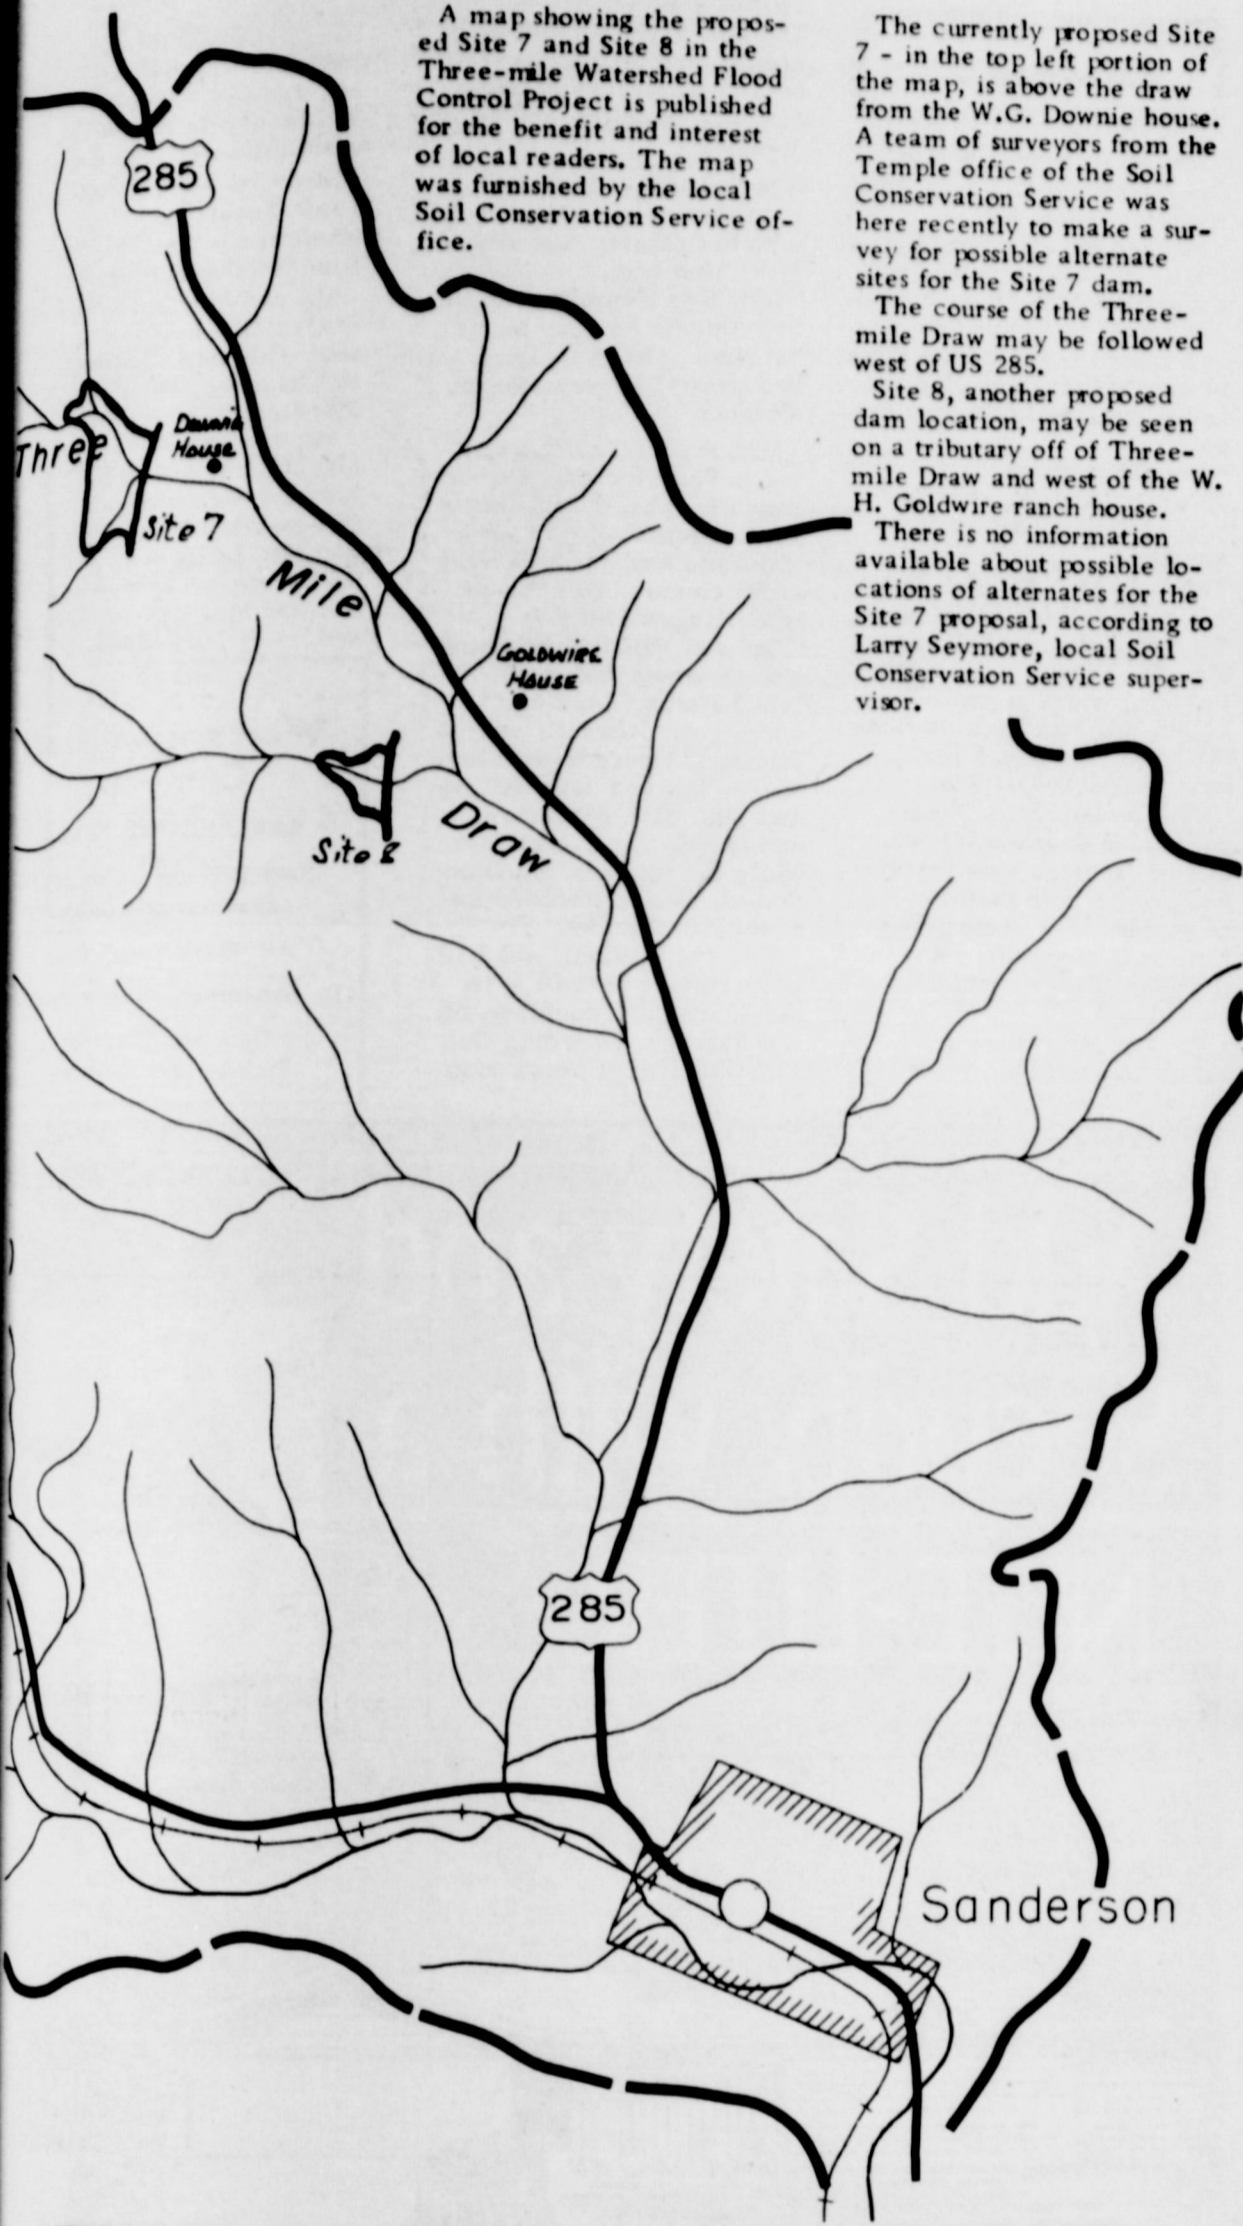 A map showing the propos-
ed Site 7 and Site 8 in the
Three-mile Watershed Flood
Control Project is published
for the benefit and interest
of local readers. The map
was furnished by the local
Soil Conservation Service of-
fice.
The currently proposed Site
7 - in the top left portion of
the map, is above the draw
from the W.G. Downie house.
A team of surveyors from the
Temple office of the Soil
Conservation Service was
here recently to make a sur-
vey for possible alternate
sites for the Site 7 dam.
The course of the Three-
mile Draw may be followed
west of US 285.
Site 8, another proposed
dam location, may be seen
on a tributary off of Three-
mile Draw and west of the W.
H. Goldwire ranch house.
There is no information
available about possible lo-
cations of alternates for the
Site 7 proposal, according to
Larry Seymore, local Soil
Conservation Service super-
visor.
285
Downie
House
Three
Site 7
Mile
GOLDWIRE
HOUSE
Site 8
Draw
285
Sanderson